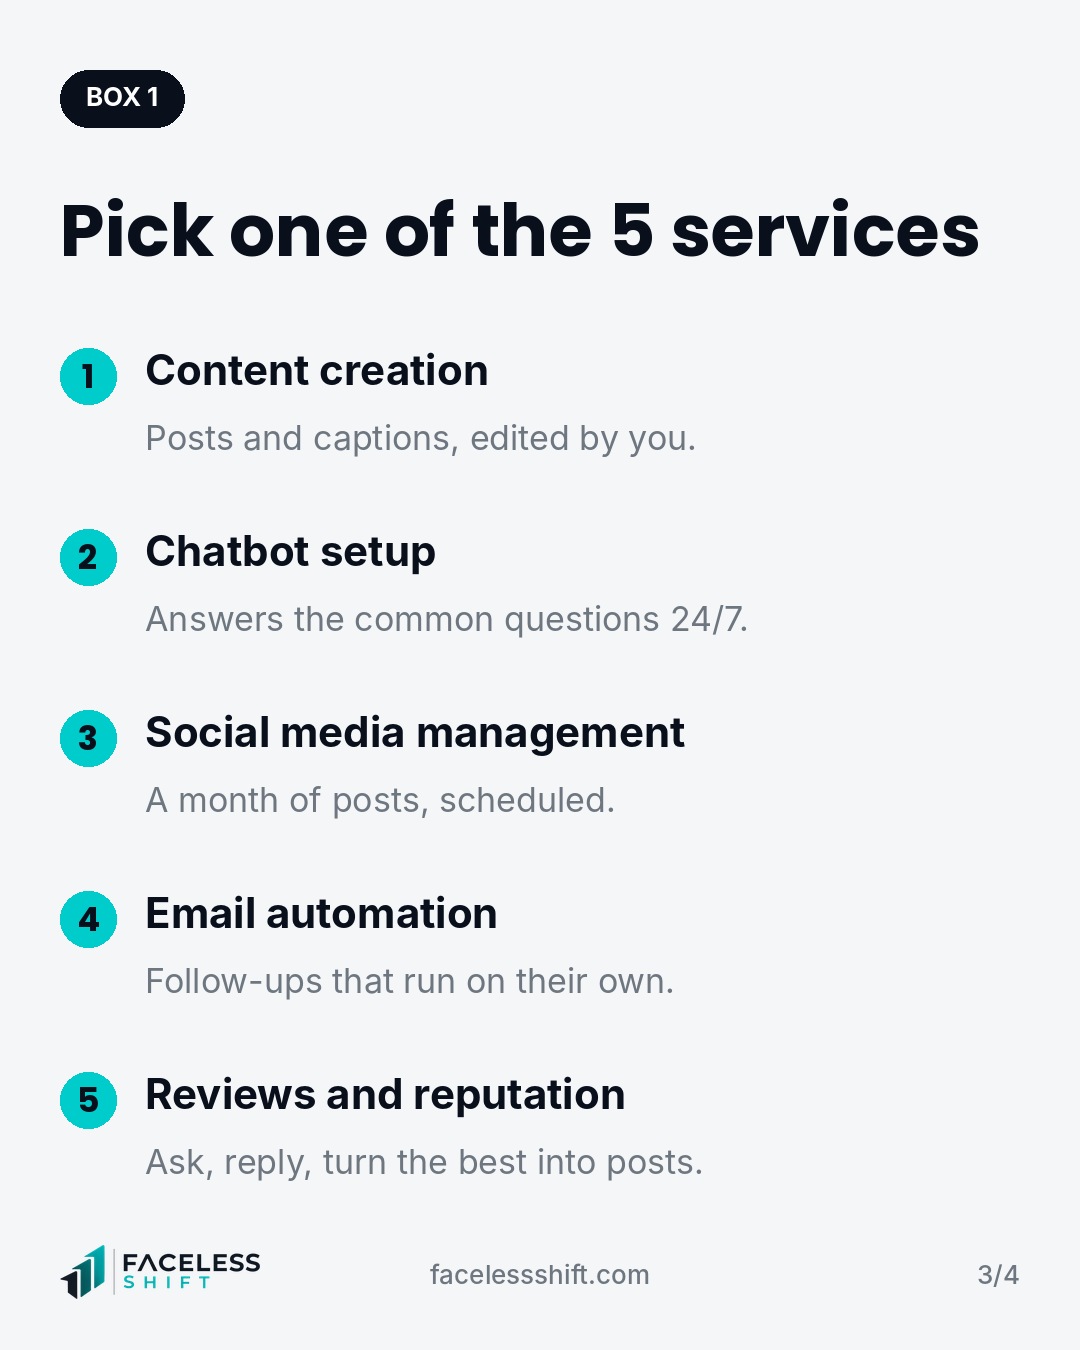 BOX 1
Pick one of the 5 services
1 Content creation
Posts and captions, edited by you.
2 Chatbot setup
Answers the common questions 24/7.
3 Social media management
A month of posts, scheduled.
4 Email automation
Follow-ups that run on their own.
5 Reviews and reputation
Ask, reply, turn the best into posts.
FACELESS
SHIFT
facelessshift.com
3/4